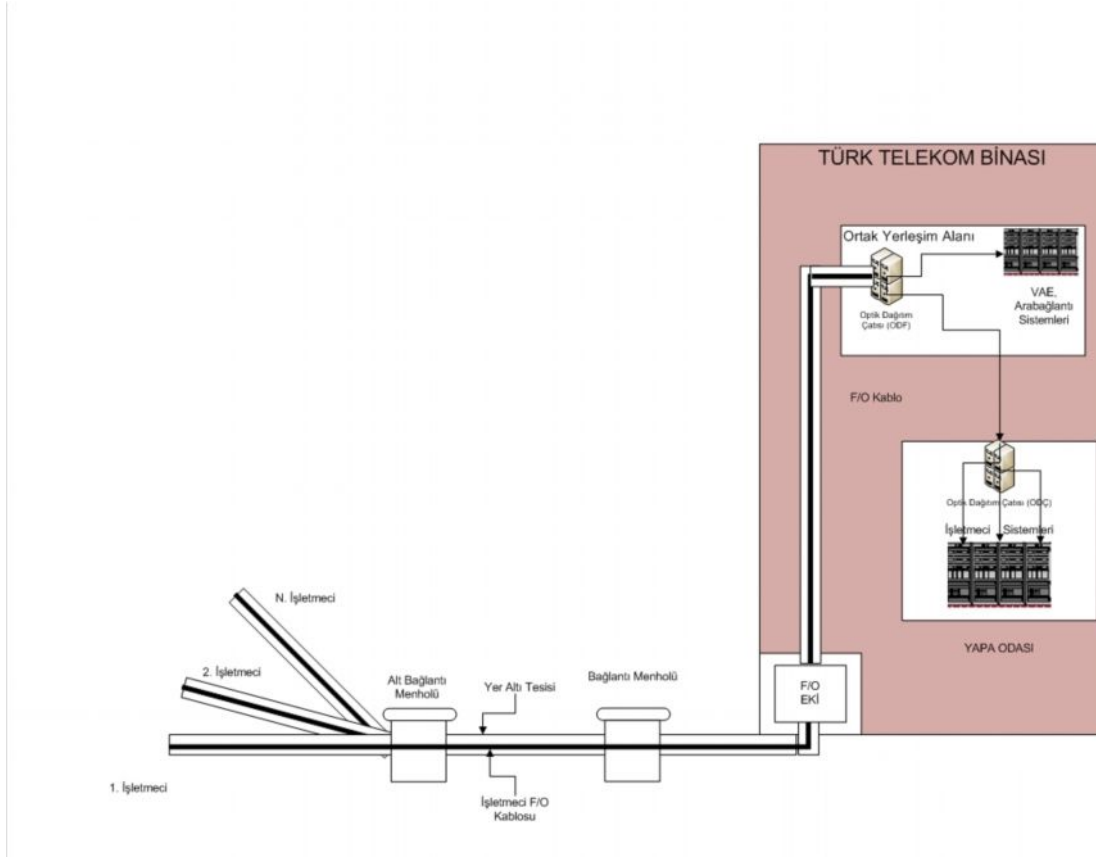 TÜRK TELEKOM BİNASI
Ortak Yerleşim Alanı
Optik Dağıtım
Çatısı (ODF)
VAE,
Arabağlantı
Sistemleri
F/O Kablo
Optik Dağıtım Çatısı (ODÇ)
İşletmeci Sistemleri
YAPA ODASI
N. İşletmeci
2. İşletmeci
Alt Bağlantı
Menholü
Yer Altı Tesisi
Bağlantı Menholü
F/O
EKİ
1. İşletmeci
İşletmeci F/O
Kablosu